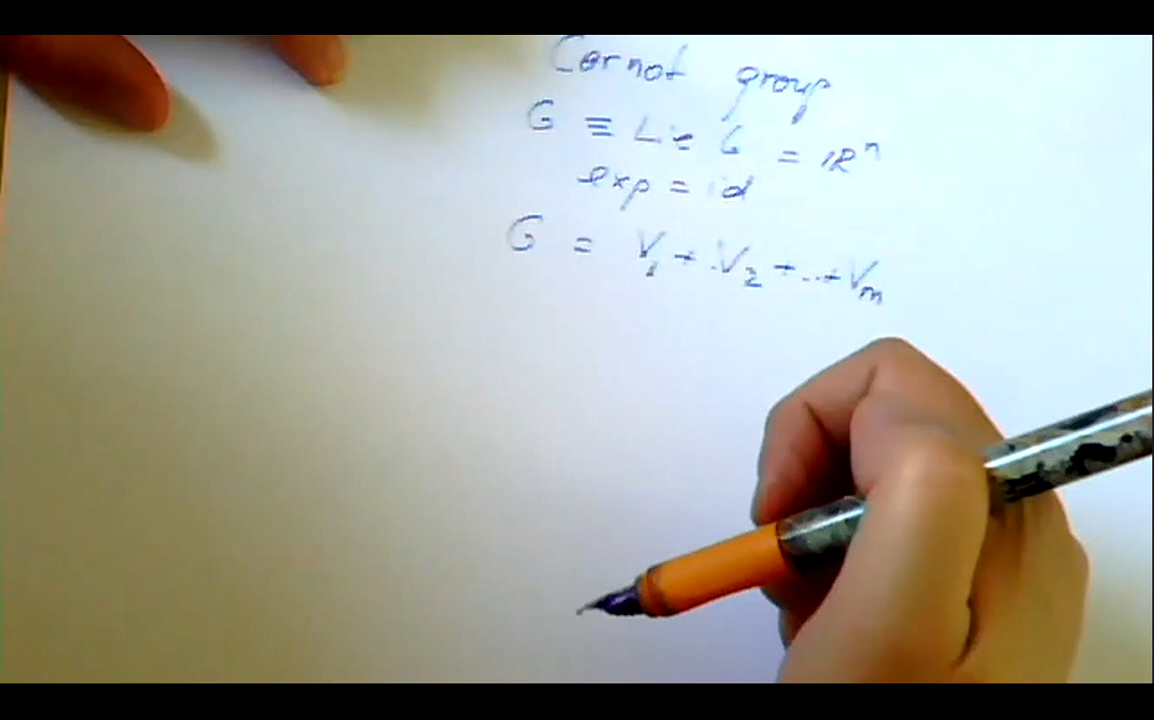 Carnot group
G ≡ Lie G = ℝⁿ
exp = id
G = V₁ + V₂ + ... + Vₘ